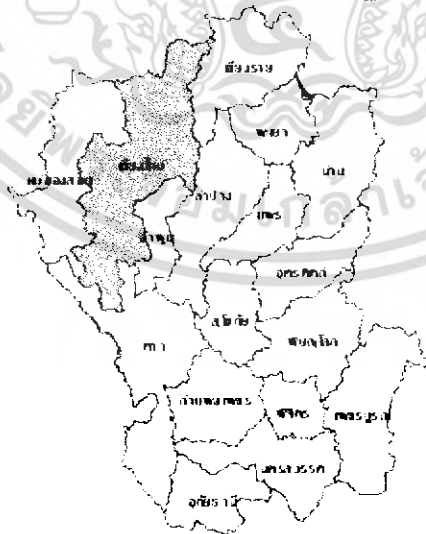 เชียงราย
พะเยา
น่าน
แม่ฮ่องสอน
เชียงใหม่
ลำปาง
แพร่
ลำพูน
อุตรดิตถ์
สุโขทัย
ตาก
พิษณุโลก
กำแพงเพชร
พิจิตร
เพชรบูรณ์
นครสวรรค์
อุทัยธานี